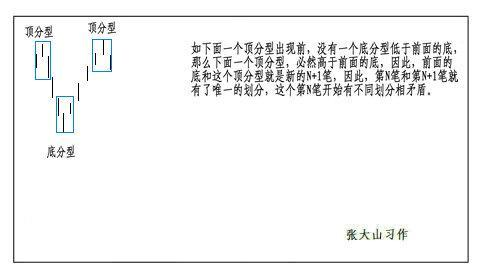 顶分型
顶分型
底分型
如下面一个顶分型出现前，没有一个底分型低于前面的底，
那么下面一个顶分型，必然高于前面的底，因此，前面的
底和这个顶分型就是新的N+1笔，因此，第N笔和第N+1笔就
有了唯一的划分，这个第N笔开始有不同划分相矛盾。
张大山习作